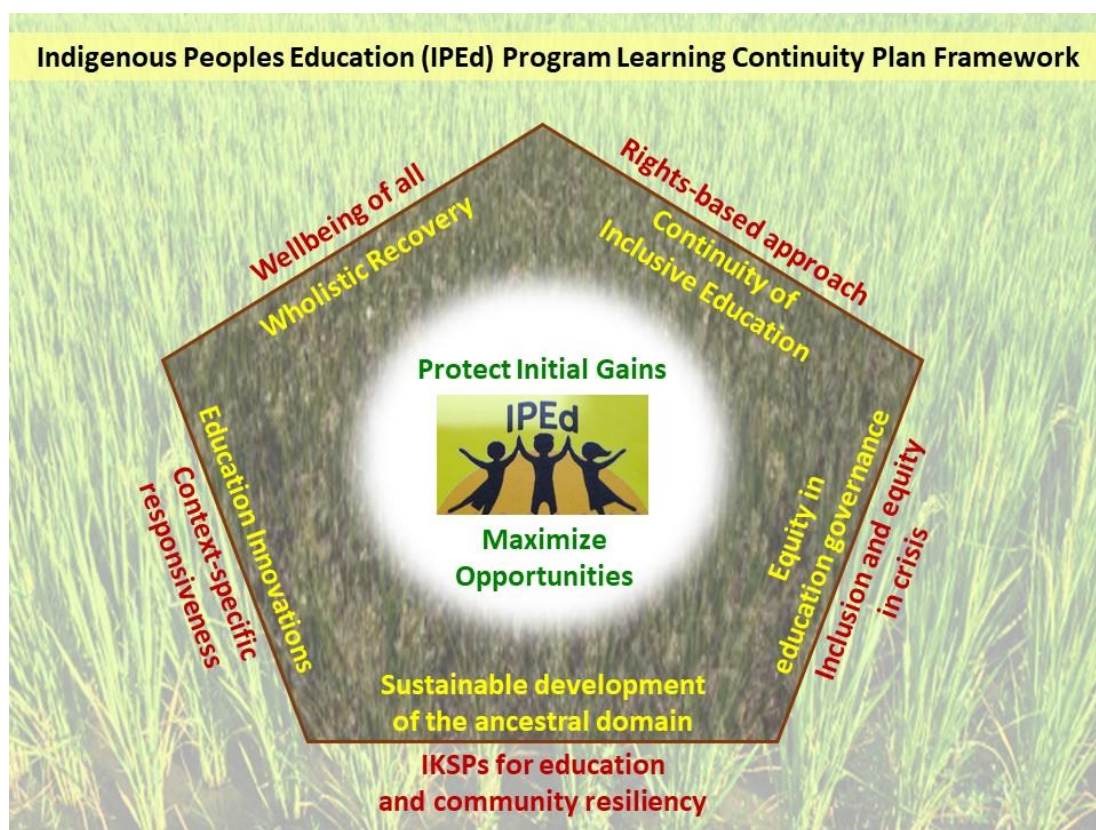 Indigenous Peoples Education (IPEd) Program Learning Continuity Plan Framework
Wellbeing of all
Wholistic Recovery
Rights-based approach
Continuity of
Inclusive Education
Protect Initial Gains
IPEd
Maximize
Opportunities
Education Innovations
Context-specific
responsiveness
Equity in
education governance
Inclusion and equity
in crisis
Sustainable development
of the ancestral domain
IKSPs for education
and community resiliency